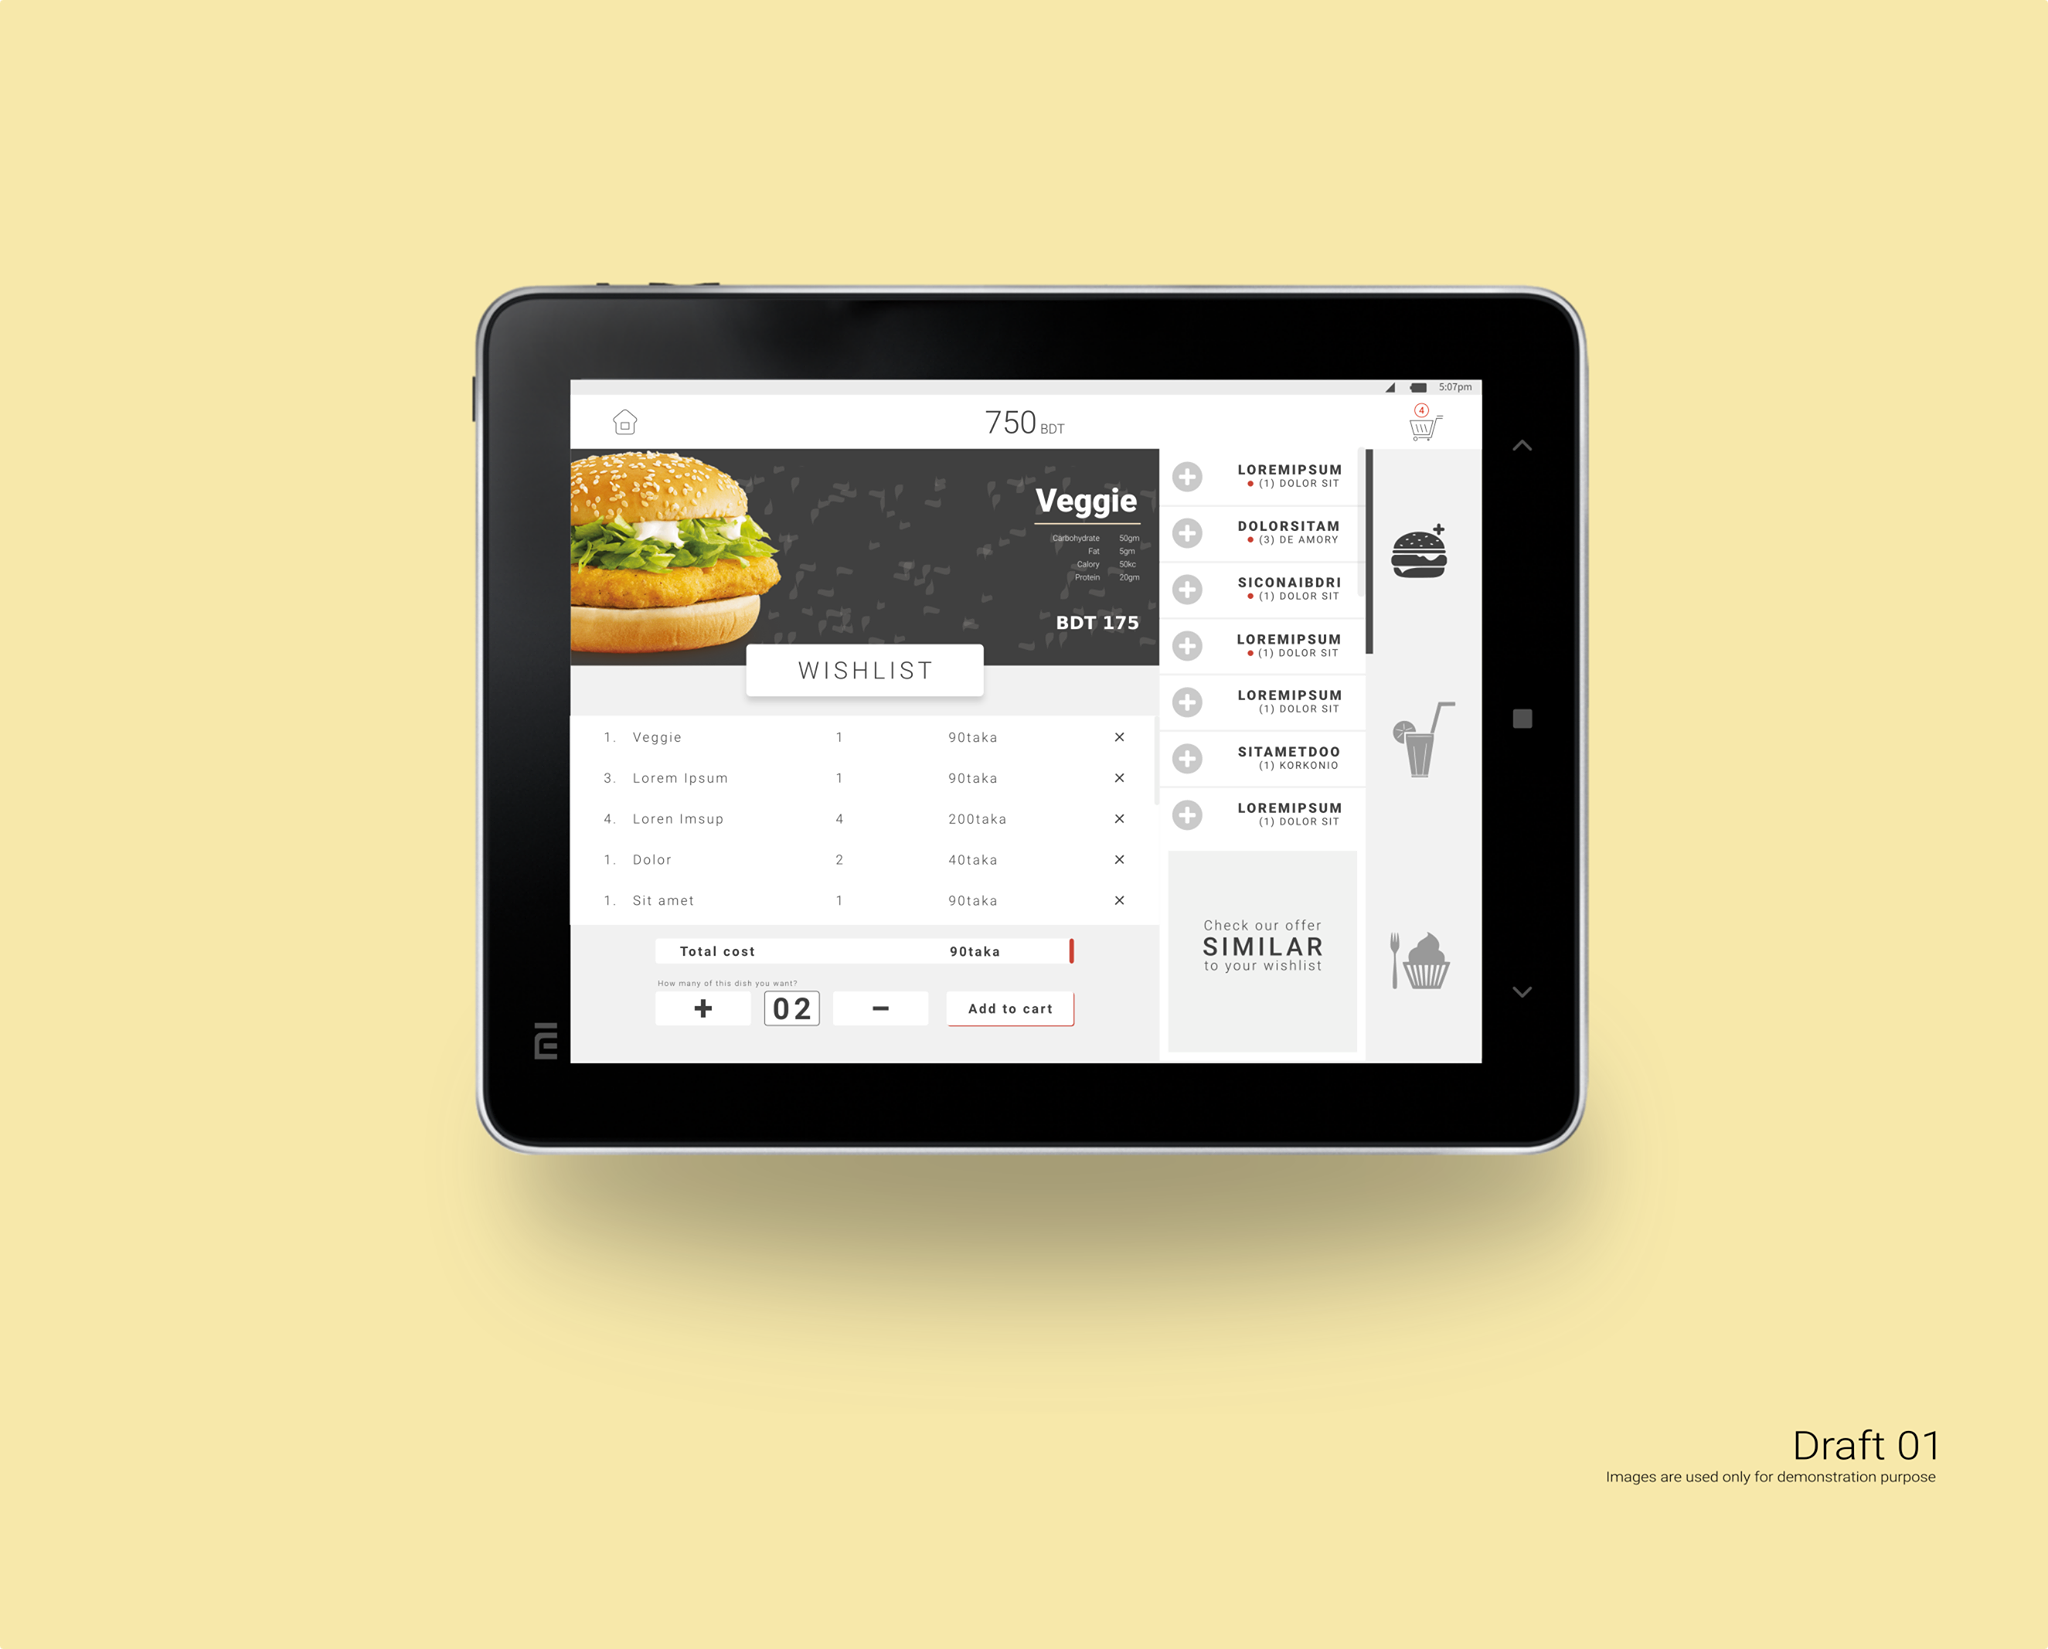 5:07pm
750 BDT
4
Veggie
Carbohydrate 50gm
Fat 5gm
Calory 50kc
Protein 20gm
BDT 175
WISHLIST
1. Veggie 1 90taka ×
3. Lorem Ipsum 1 90taka ×
4. Loren Imsup 4 200taka ×
1. Dolor 2 40taka ×
1. Sit amet 1 90taka ×
Total cost 90taka
How many of this dish you want?
+ 02 − Add to cart
LOREMIPSUM
(1) DOLOR SIT
DOLORSITAM
(3) DE AMORY
SICONAIBDRI
(1) DOLOR SIT
LOREMIPSUM
(1) DOLOR SIT
LOREMIPSUM
(1) DOLOR SIT
SITAMETDOO
(1) KORKONIO
LOREMIPSUM
(1) DOLOR SIT
Check our offer
SIMILAR
to your wishlist
mi
Draft 01
Images are used only for demonstration purpose